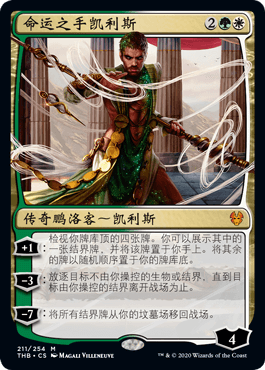 命运之手凯利斯 2
传奇鹏洛客～凯利斯
+1： 检视你牌库顶的四张牌。你可以展示其中的
一张结界牌，并将该牌置于你手上。将其余
的牌以随机顺序置于你的牌库底。
-3： 放逐目标不由你操控的生物或结界，直到目
标由你操控的结界离开战场为止。
-7： 将所有结界牌从你的坟墓场移回战场。
4
211/254 M
THB • CS MAGALI VILLENEUVE
™ & © 2020 Wizards of the Coast